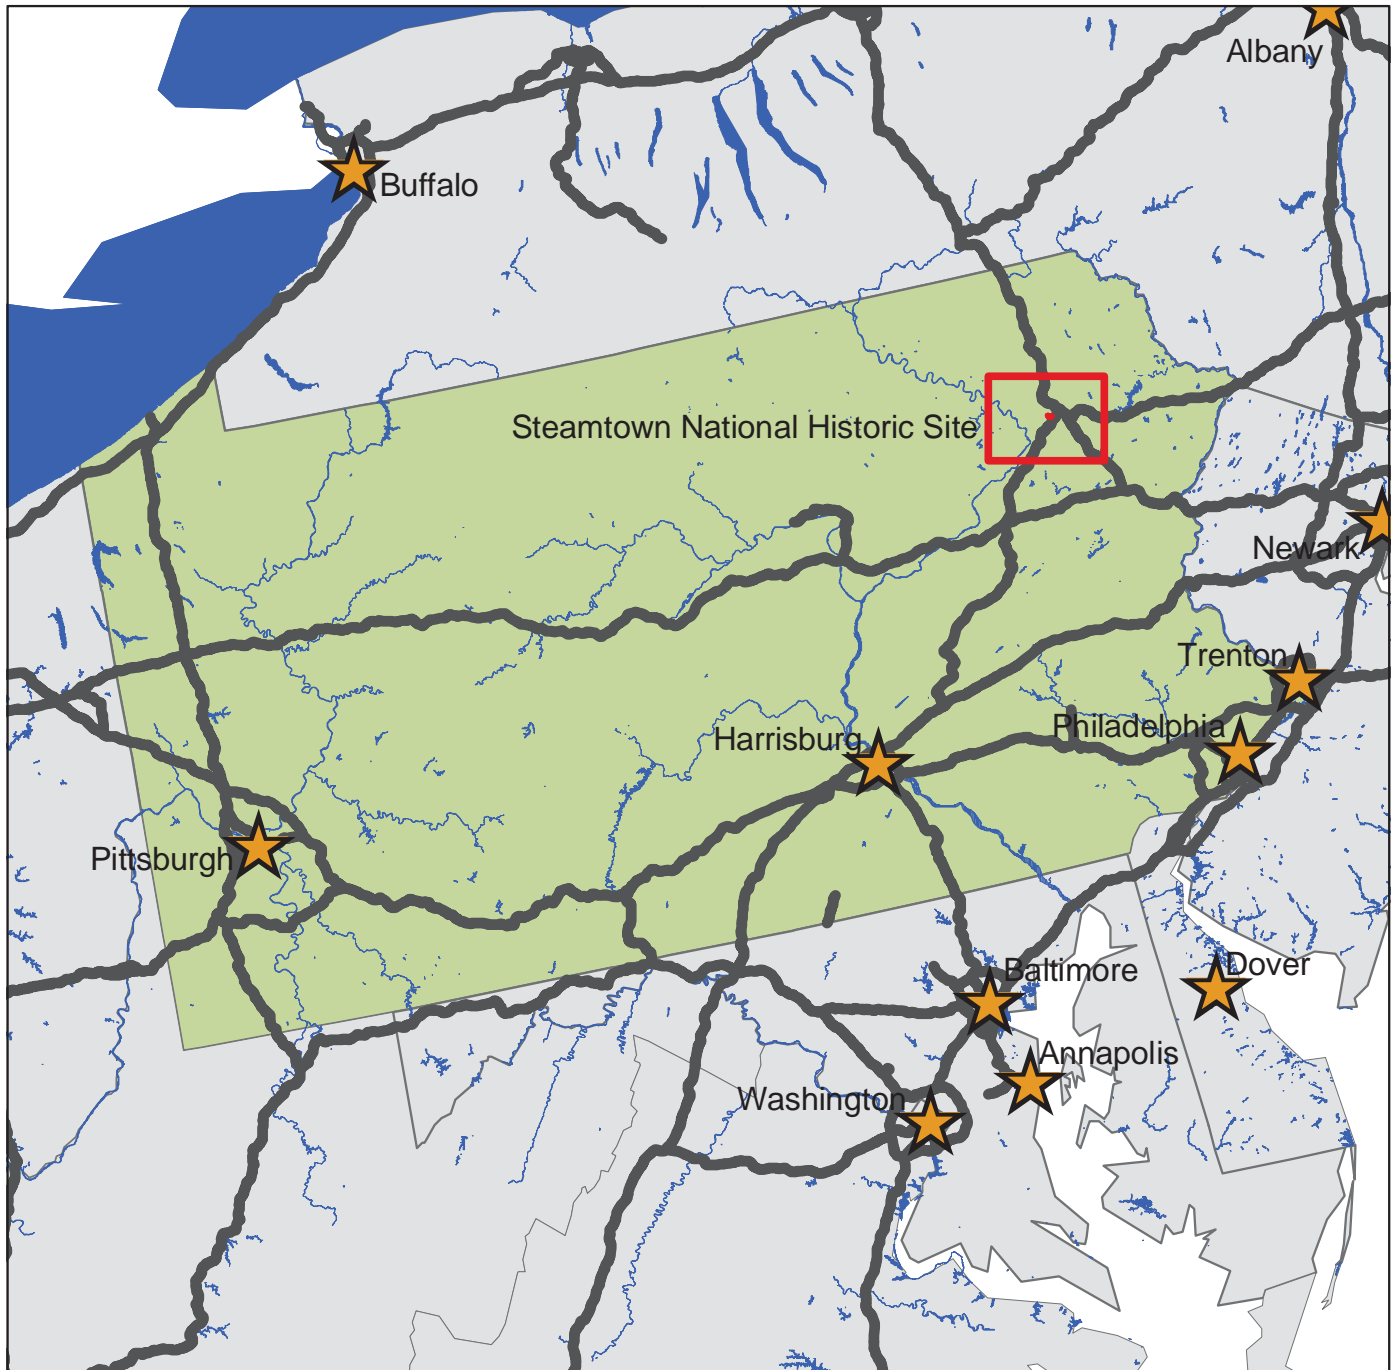 Albany
Buffalo
Steamtown National Historic Site
Newark
Trenton
Philadelphia
Harrisburg
Pittsburgh
Baltimore
Dover
Annapolis
Washington